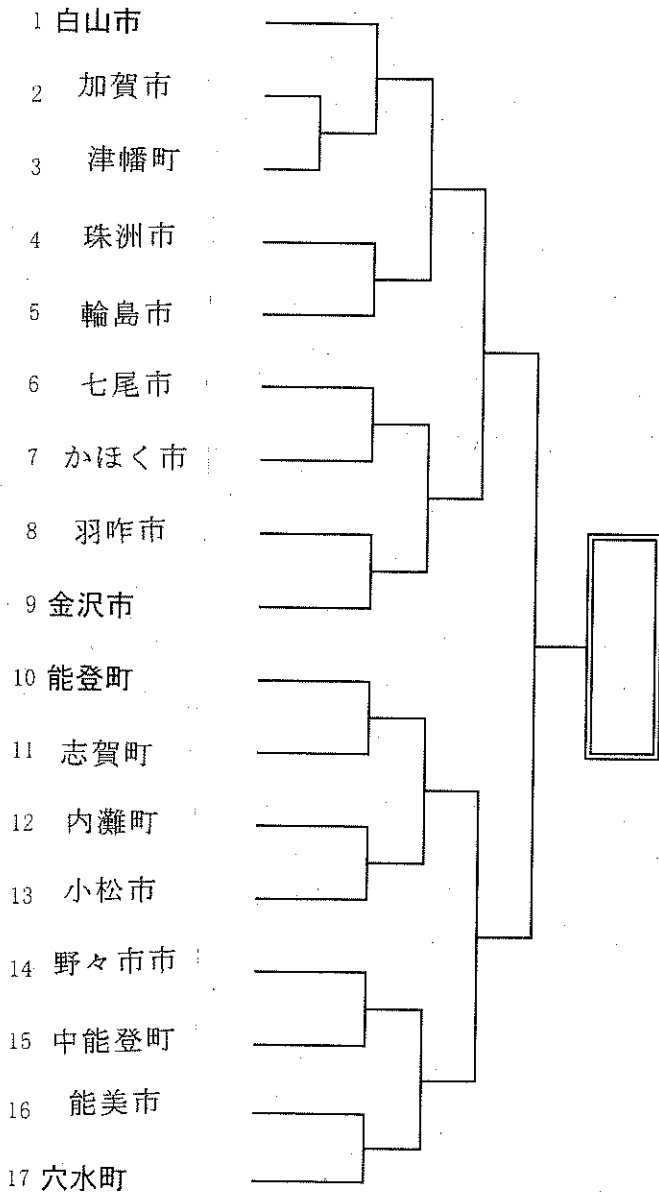 1 白山市
2 加賀市
3 津幡町
4 珠洲市
5 輪島市
6 七尾市
7 かほく市
8 羽咋市
9 金沢市
10 能登町
11 志賀町
12 内灘町
13 小松市
14 野々市市
15 中能登町
16 能美市
17 穴水町